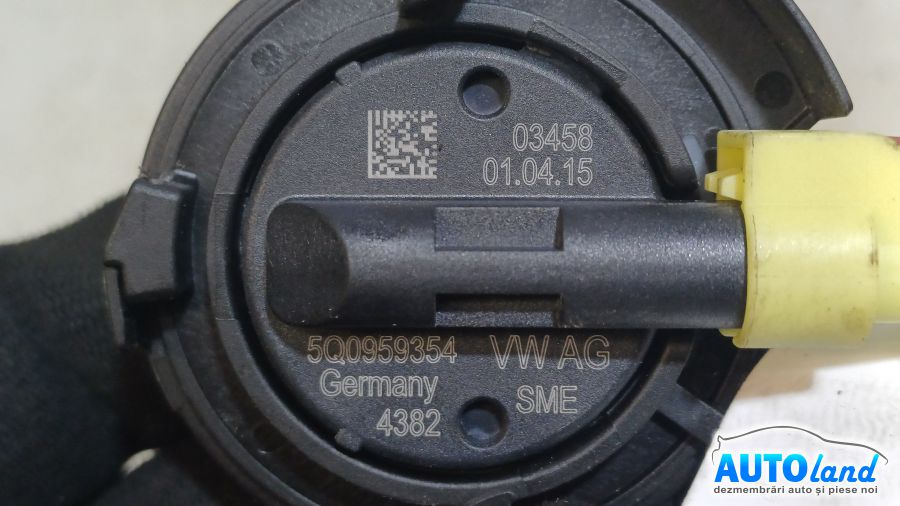 03458
01.04.15
5Q0959354 VW AG
Germany SME
4382
AUTOland
dezmembrări auto și piese noi